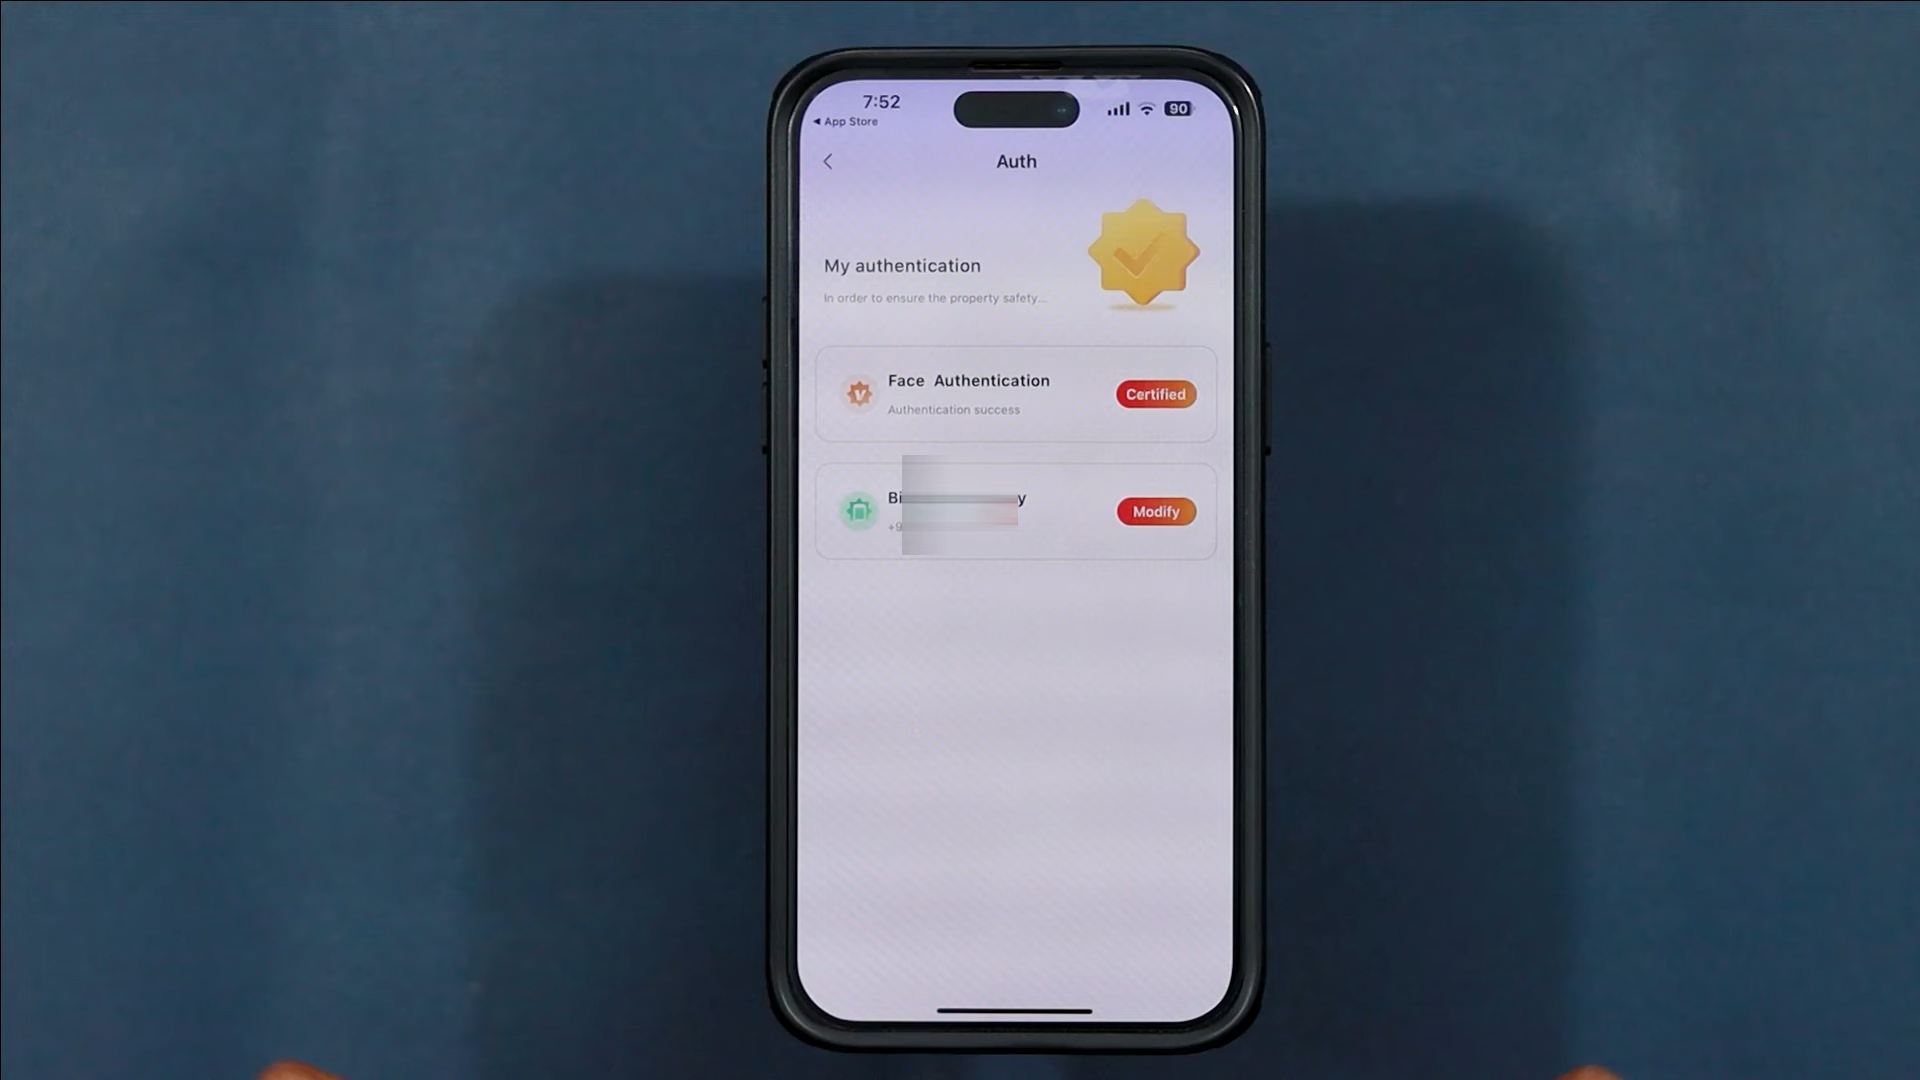 7:52
90
App Store
Auth
My authentication
In order to ensure the property safety...
Face Authentication
Authentication success
Certified
Modify